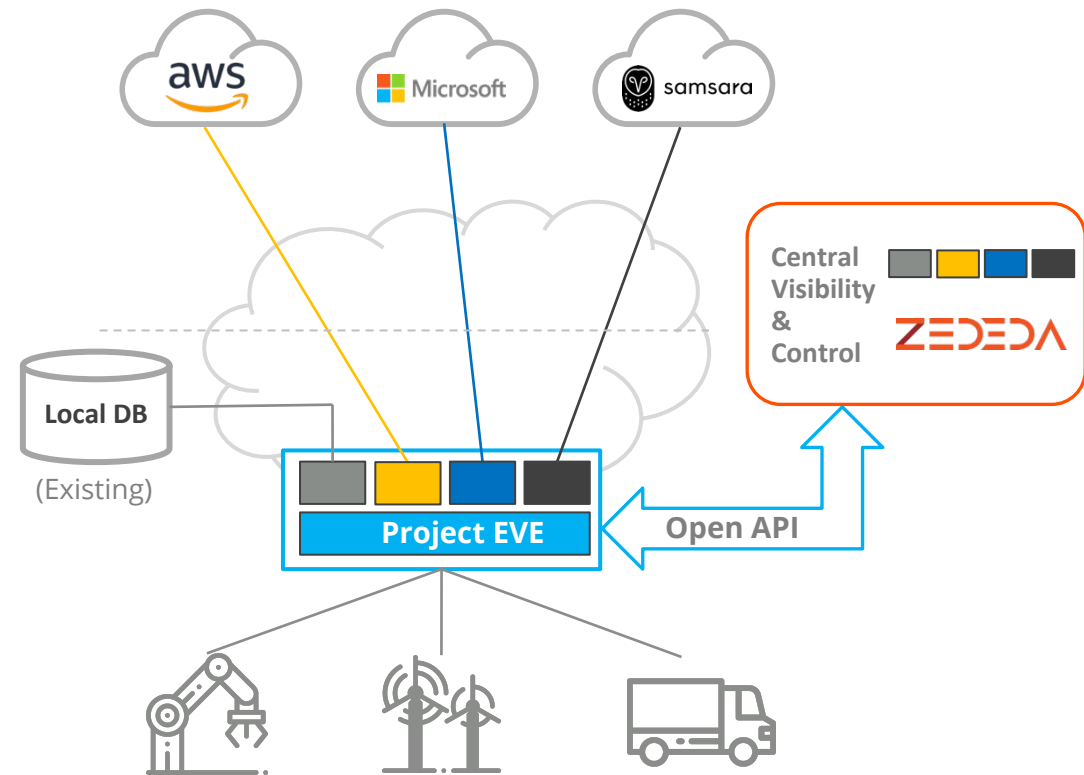 aws
Microsoft
samsara
Central
Visibility
&
Control
ZEDEDA
Local DB
(Existing)
Project EVE
Open API